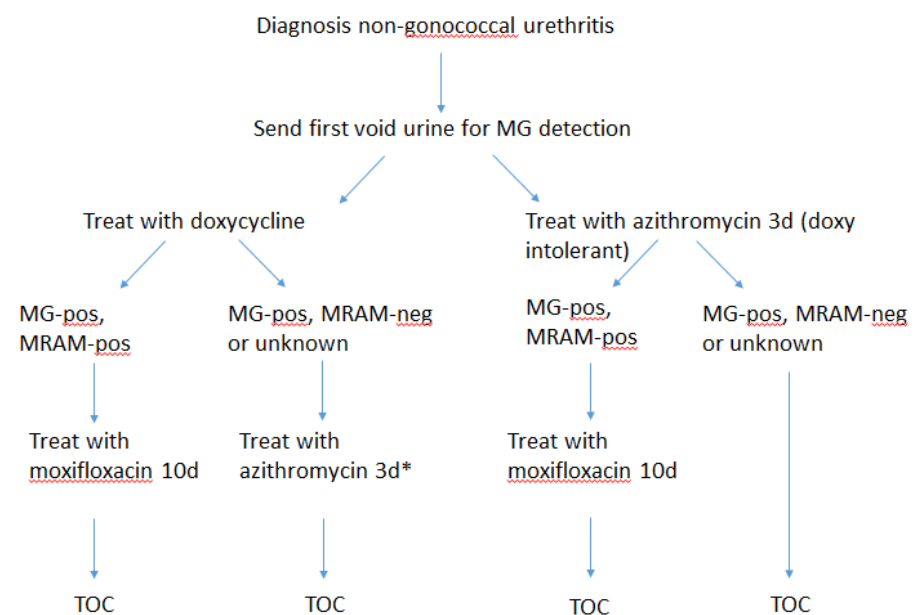 Diagnosis non-gonococcal urethritis
Send first void urine for MG detection
Treat with doxycycline
Treat with azithromycin 3d (doxy
intolerant)
MG-pos,
MRAM-pos
MG-pos, MRAM-neg
or unknown
MG-pos,
MRAM-pos
MG-pos, MRAM-neg
or unknown
Treat with
moxifloxacin 10d
Treat with
azithromycin 3d*
Treat with
moxifloxacin 10d
TOC
TOC
TOC
TOC